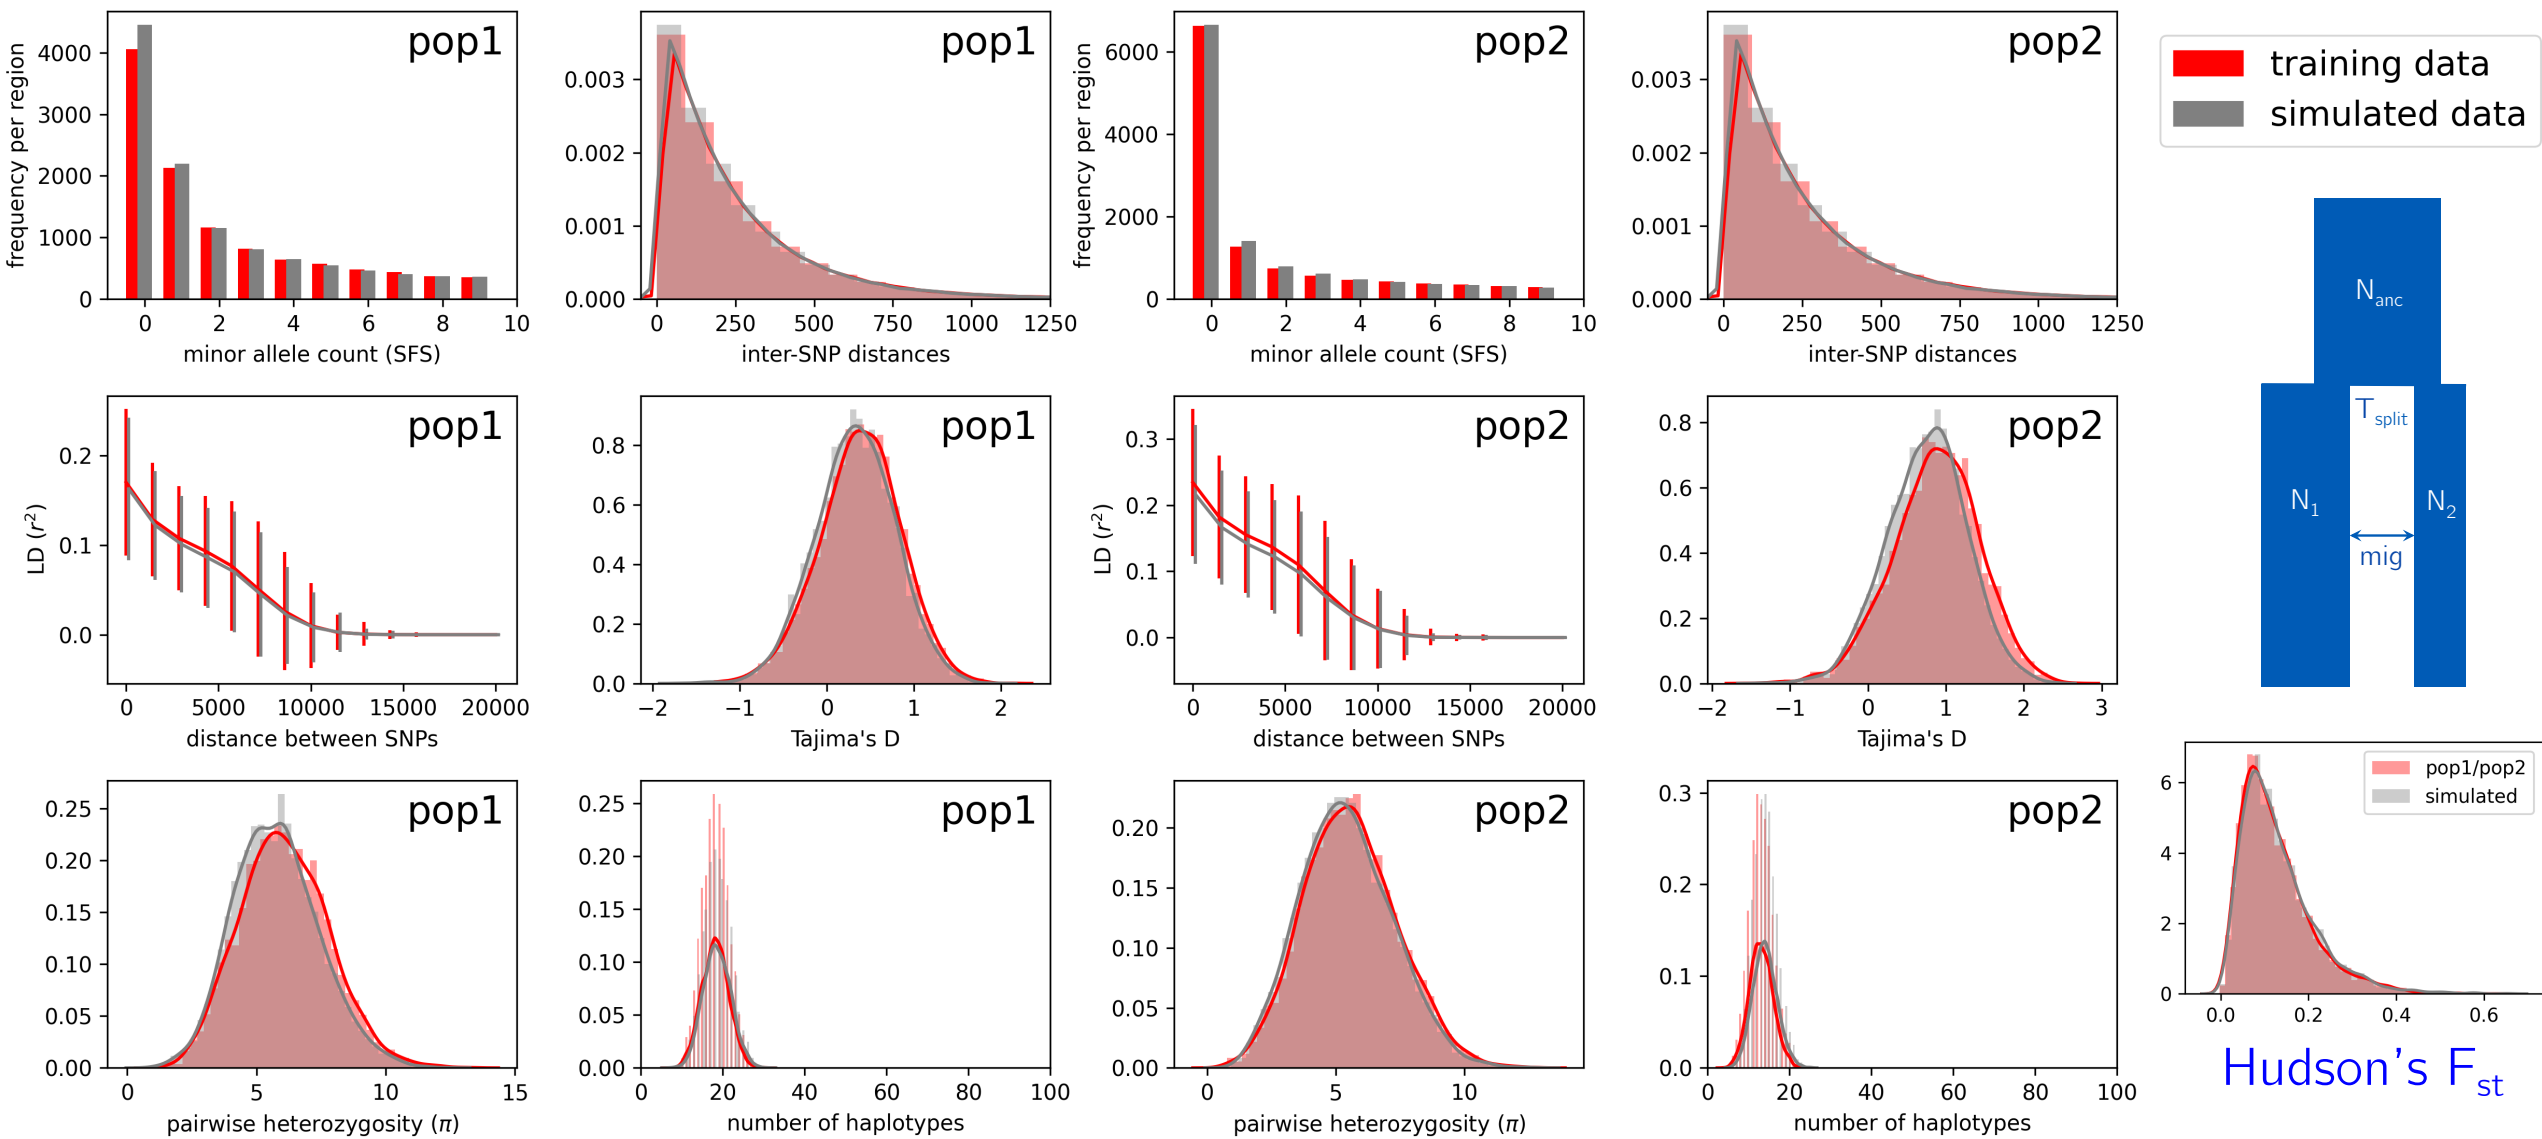 pop1
frequency per region
4000
3000
2000
1000
0
0 2 4 6 8 10
minor allele count (SFS)
pop1
0.003
0.002
0.001
0.000
0 250 500 750 1000 1250
inter-SNP distances
pop2
frequency per region
6000
4000
2000
0
0 2 4 6 8 10
minor allele count (SFS)
pop2
0.003
0.002
0.001
0.000
0 250 500 750 1000 1250
inter-SNP distances
training data
simulated data
pop1
LD (r²)
0.2
0.1
0.0
0 5000 10000 15000 20000
distance between SNPs
pop1
0.8
0.6
0.4
0.2
0.0
−2 −1 0 1 2
Tajima's D
pop2
LD (r²)
0.3
0.2
0.1
0.0
0 5000 10000 15000 20000
distance between SNPs
pop2
0.8
0.6
0.4
0.2
0.0
−2 −1 0 1 2 3
Tajima's D
N_anc
T_split
N_1
N_2
mig
pop1
0.25
0.20
0.15
0.10
0.05
0.00
0 5 10 15
pairwise heterozygosity (π)
pop1
0.25
0.20
0.15
0.10
0.05
0.00
0 20 40 60 80 100
number of haplotypes
pop2
0.20
0.15
0.10
0.05
0.00
0 5 10
pairwise heterozygosity (π)
pop2
0.3
0.2
0.1
0.0
0 20 40 60 80 100
number of haplotypes
pop1/pop2
simulated
6
4
2
0
0.0 0.2 0.4 0.6
Hudson's F_st